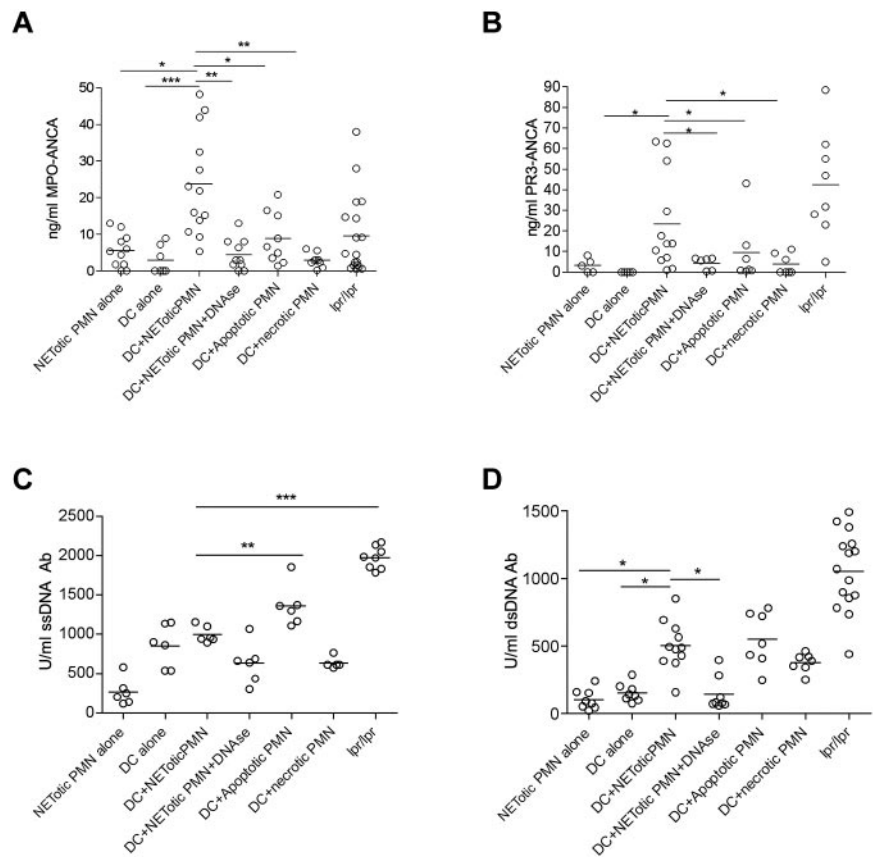 A
**
*
*
***
**
50
40
30
20
10
0
ng/ml MPO-ANCA
NETotic PMN alone
DC alone
DC+NEToticPMN
DC+NETotic PMN+DNAse
DC+Apoptotic PMN
DC+necrotic PMN
lpr/lpr
B
*
*
*
*
90
80
70
60
50
40
30
20
10
0
ng/ml PR3-ANCA
NETotic PMN alone
DC alone
DC+NEToticPMN
DC+NETotic PMN+DNAse
DC+Apoptotic PMN
DC+necrotic PMN
lpr/lpr
C
***
**
2500
2000
1500
1000
500
0
U/ml ssDNA Ab
NETotic PMN alone
DC alone
DC+NEToticPMN
DC+NETotic PMN+DNAse
DC+Apoptotic PMN
DC+necrotic PMN
lpr/lpr
D
*
*
*
1500
1000
500
0
U/ml dsDNA Ab
NETotic PMN alone
DC alone
DC+NEToticPMN
DC+NETotic PMN+DNAse
DC+Apoptotic PMN
DC+necrotic PMN
lpr/lpr